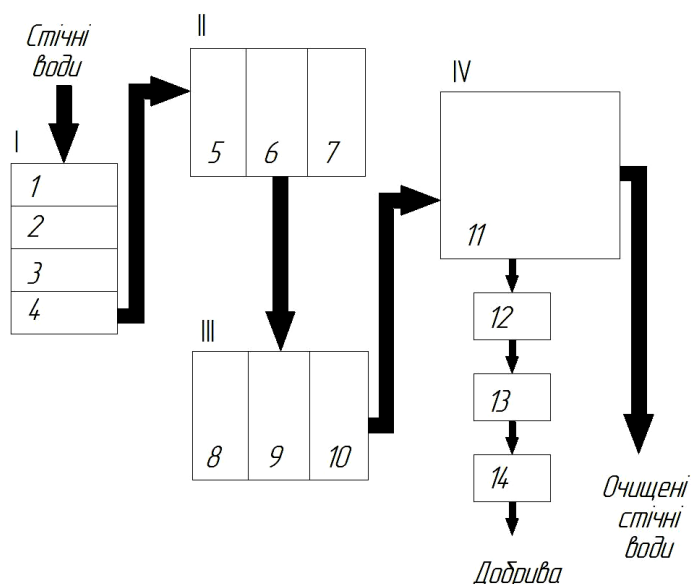 Стічні
води
I
1
2
3
4
II
5 6 7
III
8 9 10
IV
11
12
13
14
Добрива
Очищені
стічні
води